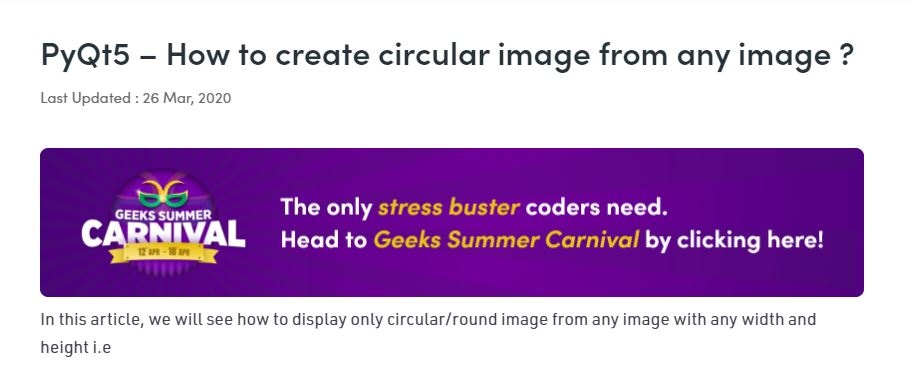 PyQt5 – How to create circular image from any image ?
Last Updated : 26 Mar, 2020
GEEKS SUMMER
CARNIVAL
12 APR - 16 APR
The only stress buster coders need.
Head to Geeks Summer Carnival by clicking here!
In this article, we will see how to display only circular/round image from any image with any width and
height i.e